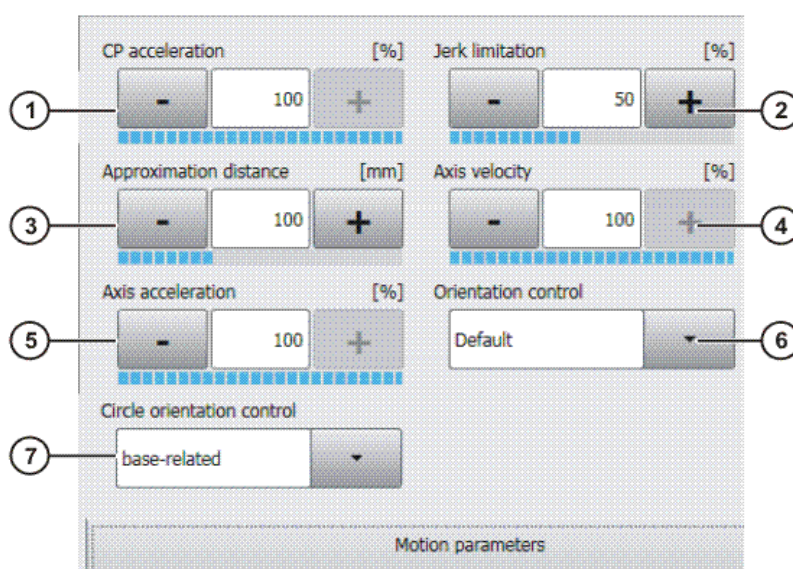 CP acceleration [%] Jerk limitation [%]
1 - 100 + - 50 + 2
Approximation distance [mm] Axis velocity [%]
3 - 100 + - 100 + 4
Axis acceleration [%] Orientation control
5 - 100 + Default 6
Circle orientation control
7 base-related
Motion parameters